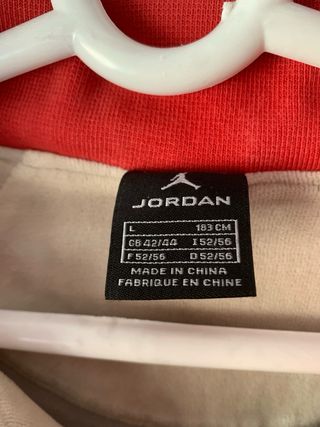 JORDAN
L 183 CM
GB 42/44 I 52/56
F 52/56 D 52/56
MADE IN CHINA
FABRIQUE EN CHINE